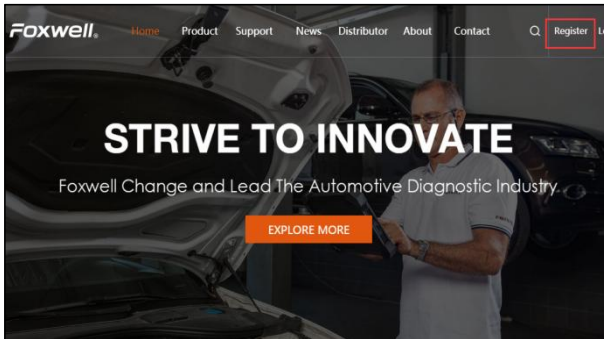 FOXWELL®
Home Product Support News Distributor About Contact Register
STRIVE TO INNOVATE
Foxwell Change and Lead The Automotive Diagnostic Industry.
EXPLORE MORE